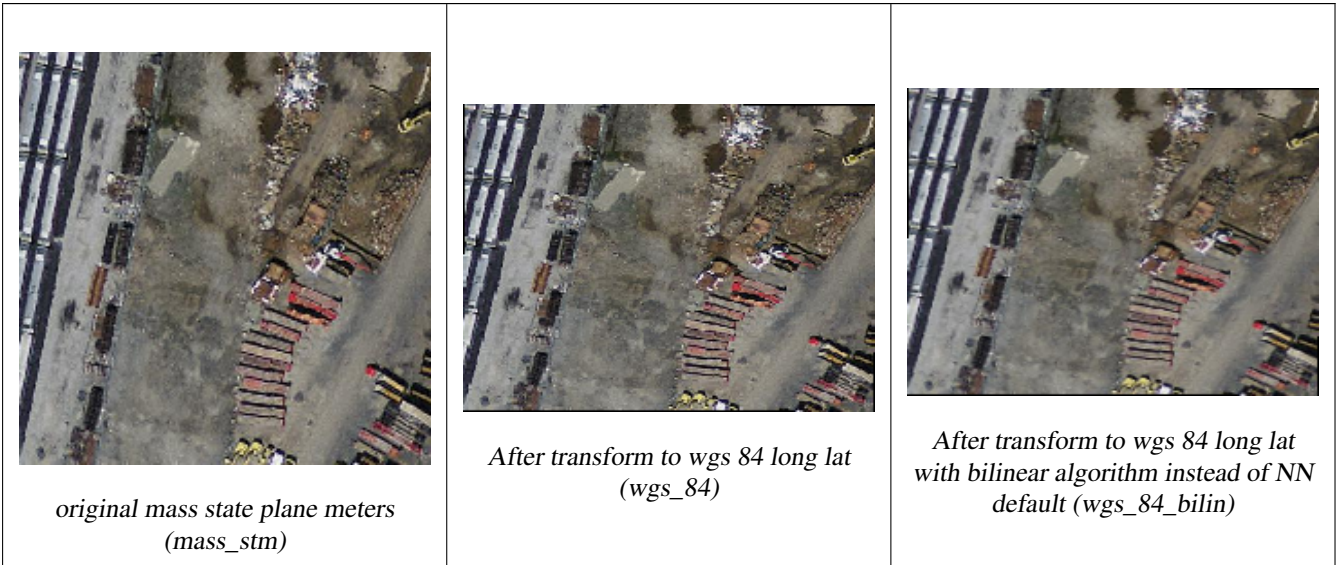 original mass state plane meters
(mass_stm)
After transform to wgs 84 long lat
(wgs_84)
After transform to wgs 84 long lat
with bilinear algorithm instead of NN
default (wgs_84_bilin)